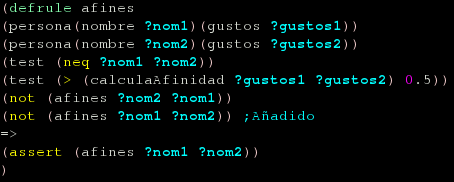 (defrule afines
(persona(nombre ?nom1)(gustos ?gustos1))
(persona(nombre ?nom2)(gustos ?gustos2))
(test (neq ?nom1 ?nom2))
(test (> (calculaAfinidad ?gustos1 ?gustos2) 0.5))
(not (afines ?nom2 ?nom1))
(not (afines ?nom1 ?nom2)) ;Añadido
=>
(assert (afines ?nom1 ?nom2))
)